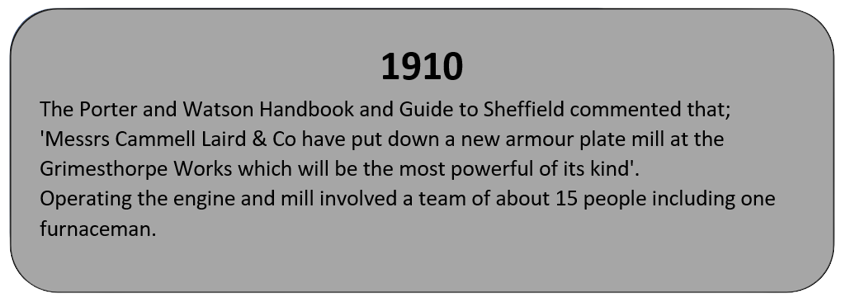 1910
The Porter and Watson Handbook and Guide to Sheffield commented that;
'Messrs Cammell Laird & Co have put down a new armour plate mill at the
Grimesthorpe Works which will be the most powerful of its kind'.
Operating the engine and mill involved a team of about 15 people including one
furnaceman.